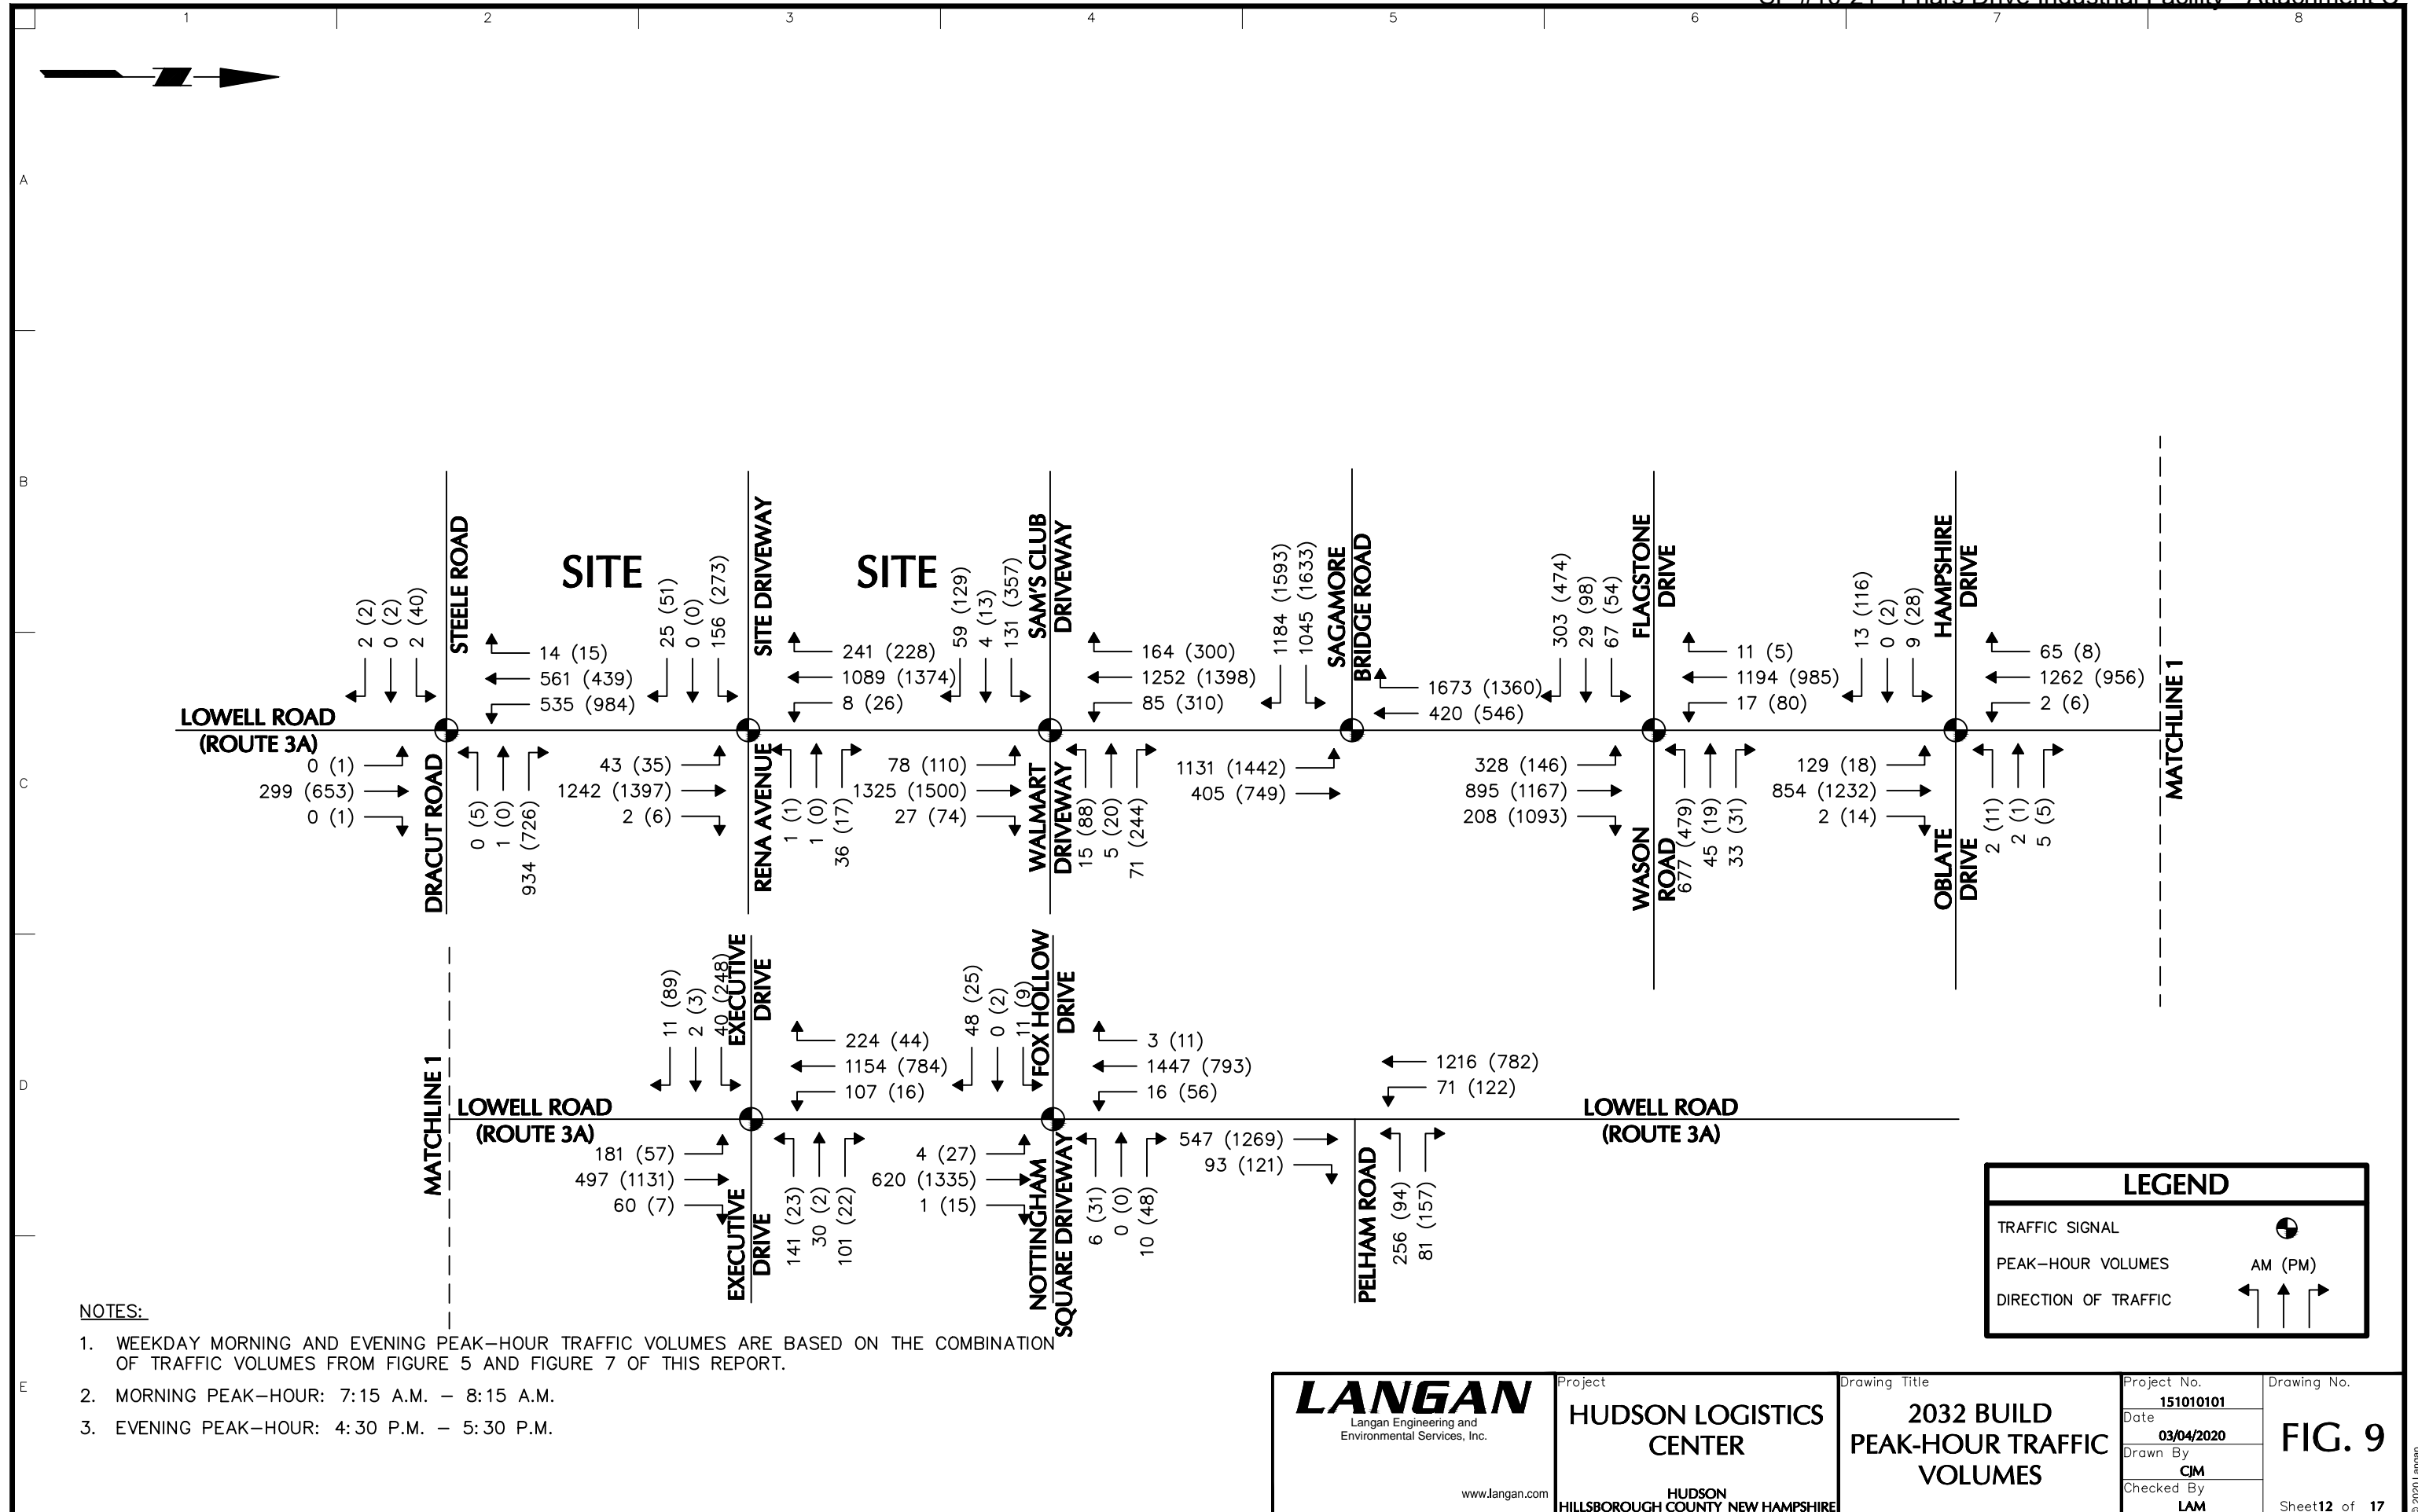 1 2 3 4 5 6 7 8
A
B
C
D
E
STEELE ROAD
2 (2)
0 (2)
2 (40)
14 (15)
561 (439)
535 (984)
LOWELL ROAD
(ROUTE 3A)
0 (1)
299 (653)
0 (1)
DRACUT ROAD
0 (5)
1 (0)
934 (726)
SITE
SITE DRIVEWAY
25 (51)
0 (0)
156 (273)
241 (228)
1089 (1374)
8 (26)
43 (35)
1242 (1397)
2 (6)
RENA AVENUE
1 (1)
1 (0)
36 (17)
SITE
SAM'S CLUB
DRIVEWAY
59 (129)
4 (13)
131 (357)
164 (300)
1252 (1398)
85 (310)
78 (110)
1325 (1500)
27 (74)
WALMART
DRIVEWAY
15 (88)
5 (20)
71 (244)
SAGAMORE
BRIDGE ROAD
1184 (1593)
1045 (1633)
1673 (1360)
420 (546)
1131 (1442)
405 (749)
FLAGSTONE
DRIVE
303 (474)
29 (98)
67 (54)
11 (5)
1194 (985)
17 (80)
328 (146)
895 (1167)
208 (1093)
WASON
ROAD
677 (479)
45 (19)
33 (31)
HAMPSHIRE
DRIVE
13 (116)
0 (2)
9 (28)
65 (8)
1262 (956)
2 (6)
129 (18)
854 (1232)
2 (14)
OBLATE
DRIVE
2 (11)
2 (1)
5 (5)
MATCHLINE 1
MATCHLINE 1
LOWELL ROAD
(ROUTE 3A)
EXECUTIVE
DRIVE
11 (89)
2 (3)
40 (248)
224 (44)
1154 (784)
107 (16)
181 (57)
497 (1131)
60 (7)
EXECUTIVE
DRIVE
141 (23)
30 (2)
101 (22)
FOX HOLLOW
DRIVE
48 (25)
0 (2)
11 (9)
3 (11)
1447 (793)
16 (56)
4 (27)
620 (1335)
1 (15)
NOTTINGHAM
SQUARE DRIVEWAY
6 (31)
0 (0)
10 (48)
1216 (782)
71 (122)
547 (1269)
93 (121)
PELHAM ROAD
256 (94)
81 (157)
LOWELL ROAD
(ROUTE 3A)
LEGEND
TRAFFIC SIGNAL
PEAK-HOUR VOLUMES AM (PM)
DIRECTION OF TRAFFIC
NOTES:
1. WEEKDAY MORNING AND EVENING PEAK-HOUR TRAFFIC VOLUMES ARE BASED ON THE COMBINATION
OF TRAFFIC VOLUMES FROM FIGURE 5 AND FIGURE 7 OF THIS REPORT.
2. MORNING PEAK-HOUR: 7:15 A.M. - 8:15 A.M.
3. EVENING PEAK-HOUR: 4:30 P.M. - 5:30 P.M.
LANGAN
Langan Engineering and
Environmental Services, Inc.
www.langan.com
Project
HUDSON LOGISTICS
CENTER
HUDSON
HILLSBOROUGH COUNTY NEW HAMPSHIRE
Drawing Title
2032 BUILD
PEAK-HOUR TRAFFIC
VOLUMES
Project No.
151010101
Date
03/04/2020
Drawn By
CJM
Checked By
LAM
Drawing No.
FIG. 9
Sheet 12 of 17
© 2020 Langan